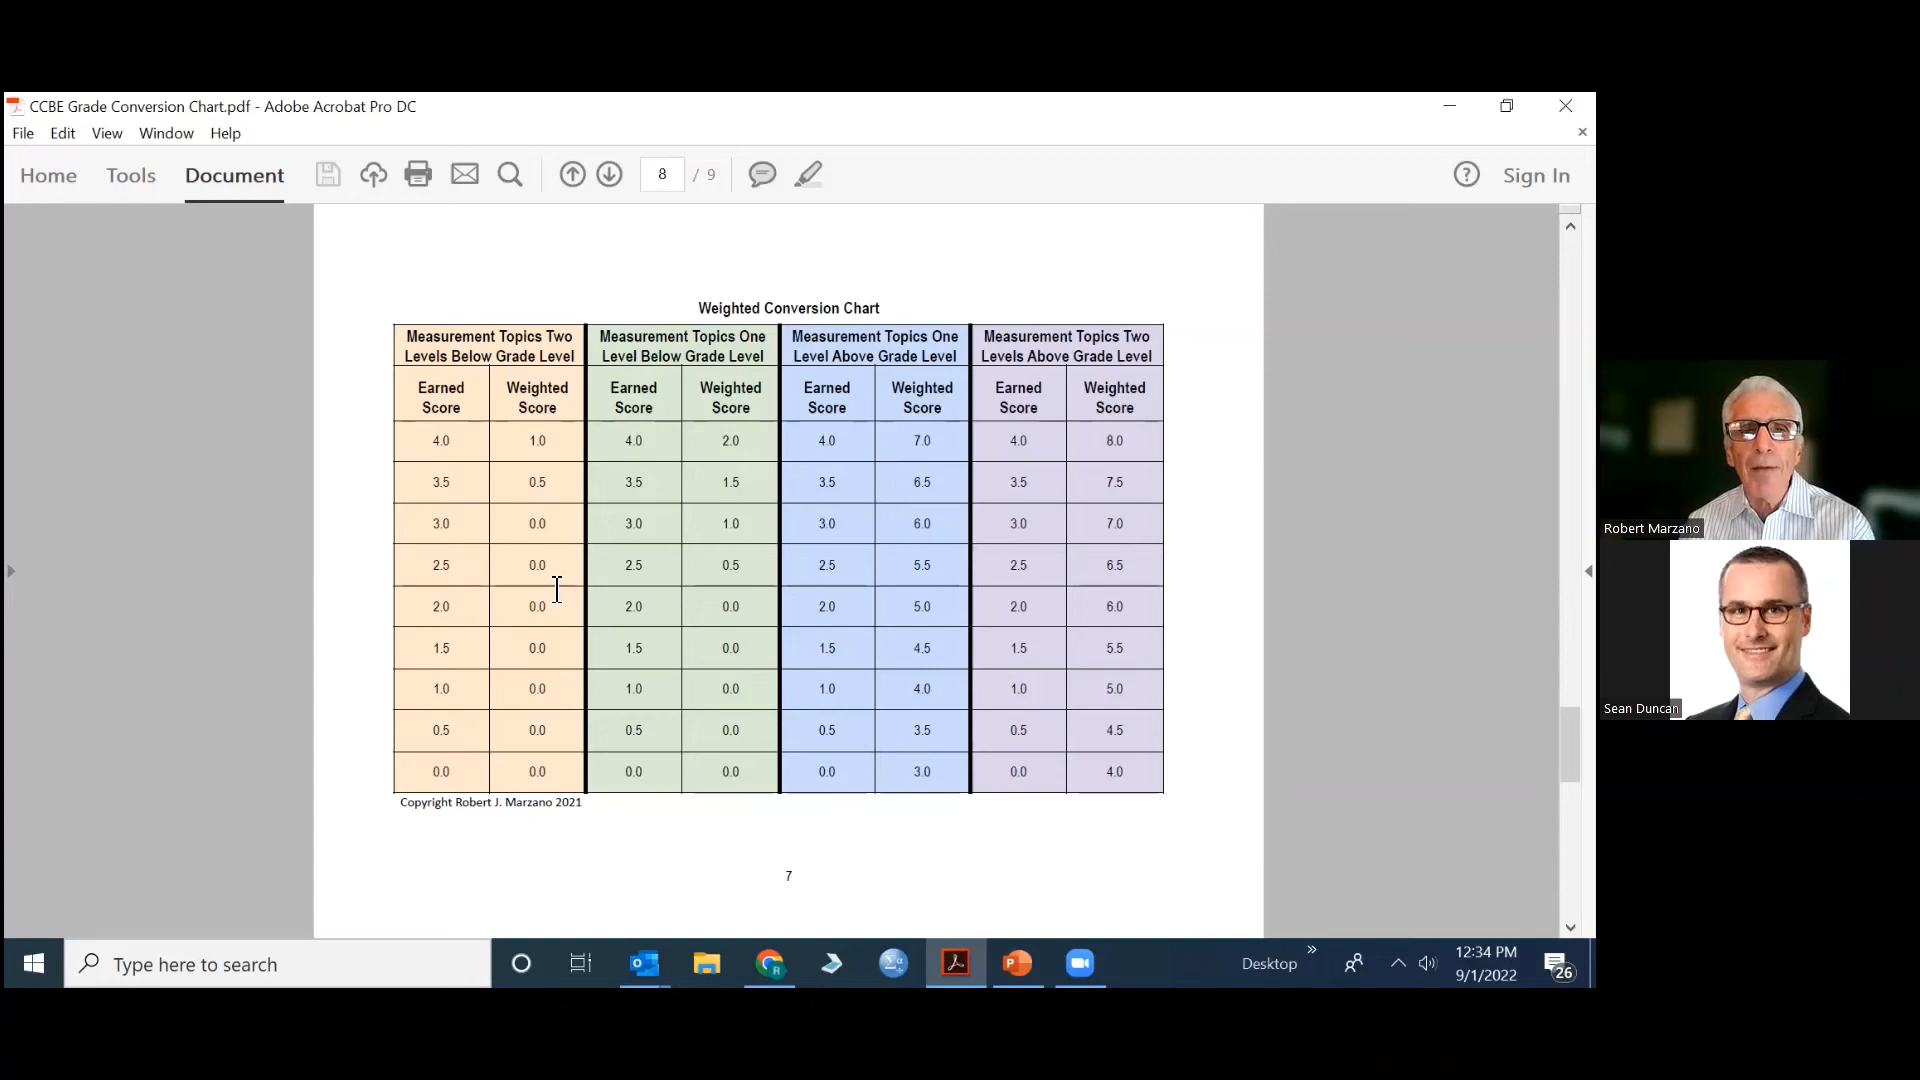 CCBE Grade Conversion Chart.pdf - Adobe Acrobat Pro DC
File Edit View Window Help
Home Tools Document 8 / 9 Sign In
Weighted Conversion Chart
Measurement Topics Two Levels Below Grade Level
Measurement Topics One Level Below Grade Level
Measurement Topics One Level Above Grade Level
Measurement Topics Two Levels Above Grade Level
Earned Score Weighted Score Earned Score Weighted Score Earned Score Weighted Score Earned Score Weighted Score
4.0 1.0 4.0 2.0 4.0 7.0 4.0 8.0
3.5 0.5 3.5 1.5 3.5 6.5 3.5 7.5
3.0 0.0 3.0 1.0 3.0 6.0 3.0 7.0
2.5 0.0 2.5 0.5 2.5 5.5 2.5 6.5
2.0 0.0 2.0 0.0 2.0 5.0 2.0 6.0
1.5 0.0 1.5 0.0 1.5 4.5 1.5 5.5
1.0 0.0 1.0 0.0 1.0 4.0 1.0 5.0
0.5 0.0 0.5 0.0 0.5 3.5 0.5 4.5
0.0 0.0 0.0 0.0 0.0 3.0 0.0 4.0
Copyright Robert J. Marzano 2021
7
Robert Marzano
Sean Duncan
Type here to search
Desktop
12:34 PM
9/1/2022
26